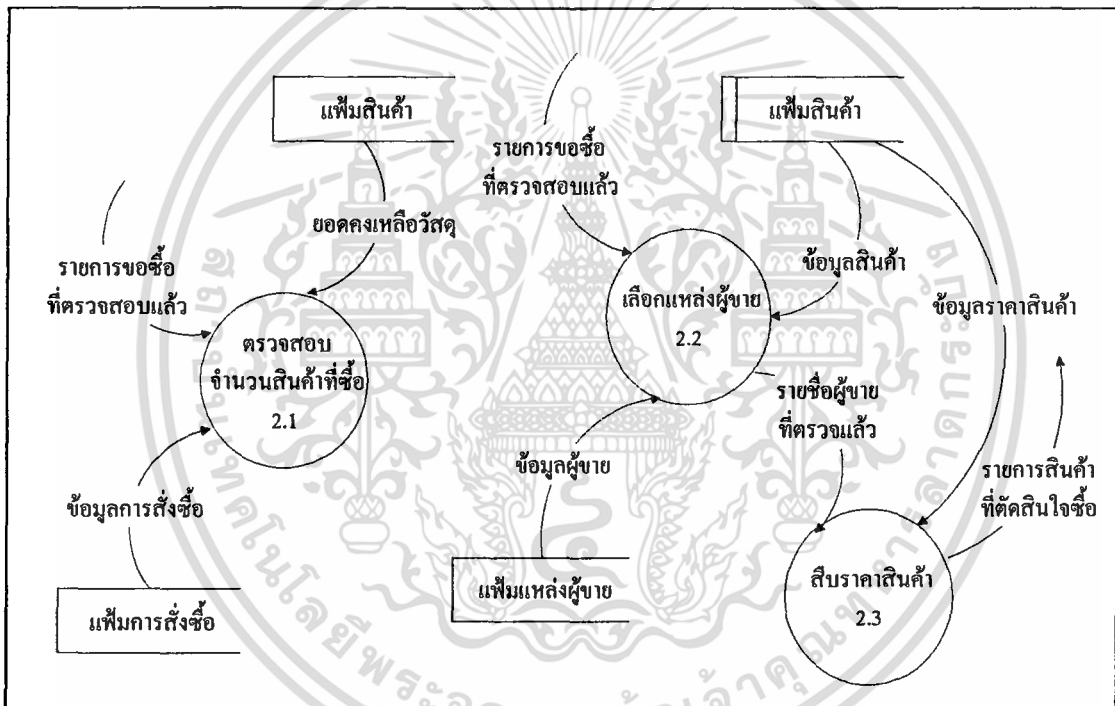 แฟ้มสินค้า
แฟ้มสินค้า
รายการขอซื้อ
ที่ตรวจสอบแล้ว
ยอดคงเหลือวัสดุ
รายการขอซื้อ
ที่ตรวจสอบแล้ว
ข้อมูลสินค้า
เลือกแหล่งผู้ขาย
2.2
ข้อมูลราคาสินค้า
ตรวจสอบ
จำนวนสินค้าที่ซื้อ
2.1
รายชื่อผู้ขาย
ที่ตรวจแล้ว
ข้อมูลผู้ขาย
รายการสินค้า
ที่ตัดสินใจซื้อ
ข้อมูลการสั่งซื้อ
แฟ้มแหล่งผู้ขาย
สืบราคาสินค้า
2.3
แฟ้มการสั่งซื้อ